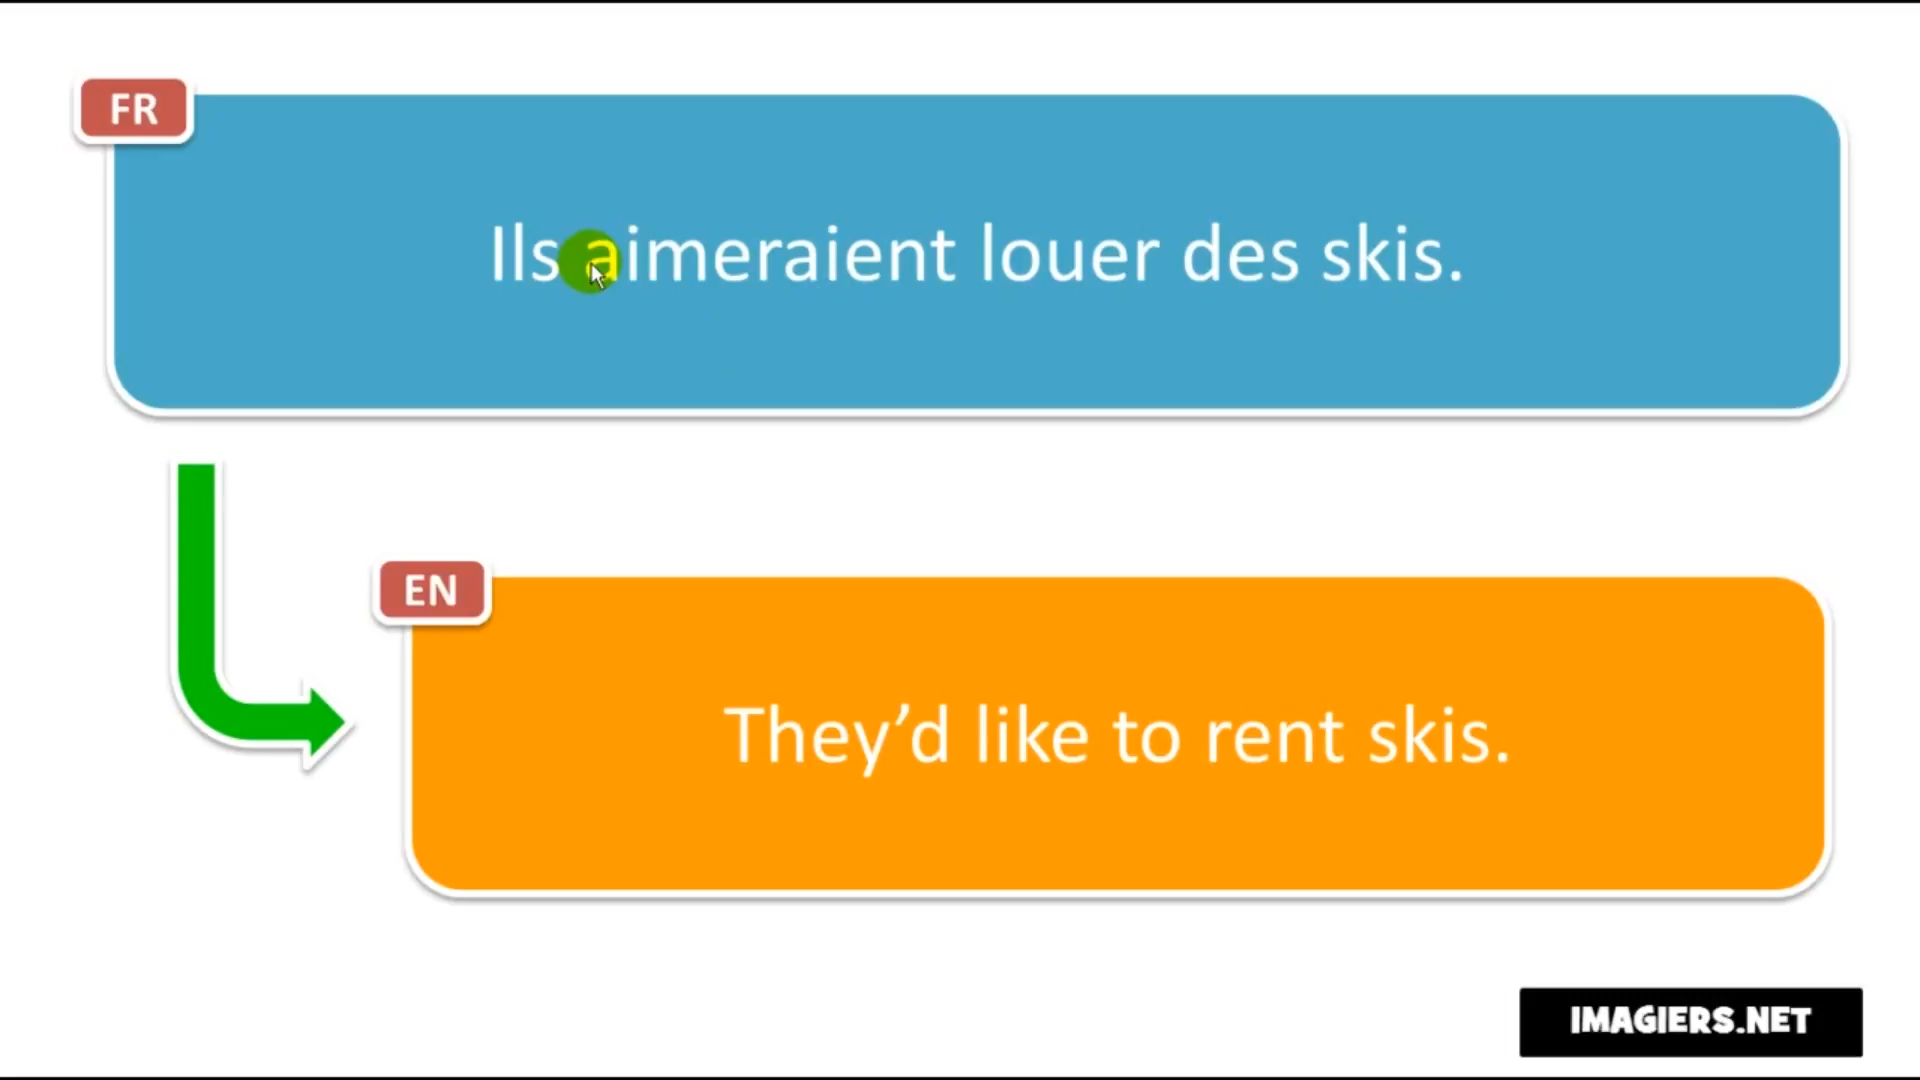 FR
Ils aimeraient louer des skis.
EN
They’d like to rent skis.
IMAGIERS.NET